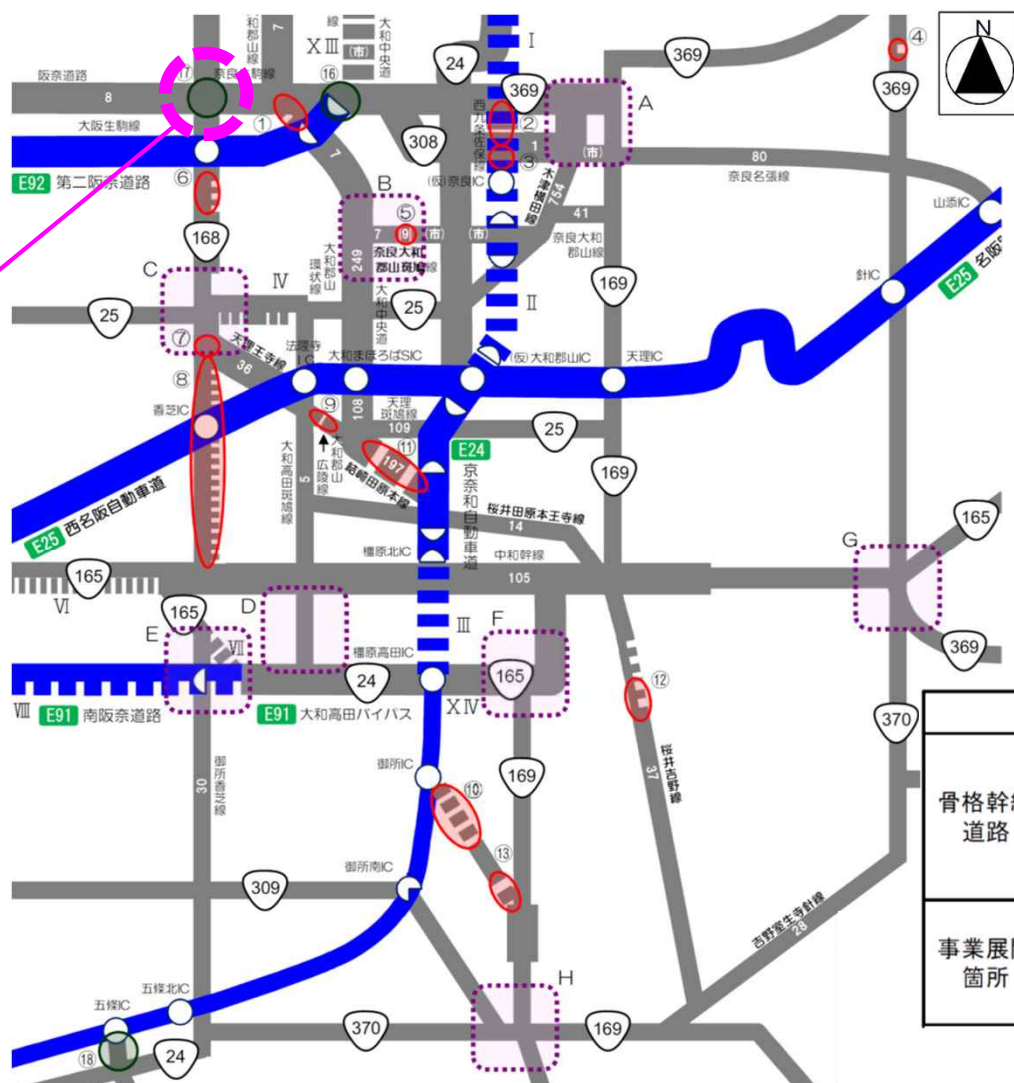 N
和郡山線
7
線
(市)
XⅢ
大和中央道
24
Ⅰ
369
369
④
369
阪奈道路
⑰
奈良生駒線
⑯
8
大阪生駒線
①
7
308
西九条佐保線
②
③
1
(市)
A
80
奈良名張線
E92 第二阪奈道路
⑥
168
B
⑤
7
⑨
(市)
(市)
奈良大和
郡山斑鳩線
249
大和郡山
環状線
(仮)奈良IC
木津横田線
754
41
奈良大和
郡山線
山添IC
針IC
E25 名阪
C
Ⅳ
25
大和中央道
25
Ⅱ
169
⑦
天理王寺線
36
法隆寺
IC
大和まほろばSIC
(仮)大和郡山IC
天理IC
⑧
香芝IC
⑨
108
天理
斑鳩線
109
25
大和郡山
広陵線
⑪
197
結崎田原本線
E24
京奈和自動車道
169
大和高田斑鳩線
5
E25 西名阪自動車道
桜井田原本王寺線
14
橿原北IC
中和幹線
105
165
Ⅵ
165
G
165
369
D
E
Ⅶ
Ⅲ
F
橿原高田IC
24
165
XⅣ
Ⅷ
E91 南阪奈道路
E91 大和高田バイパス
⑫
370
30
御所香芝線
御所IC
⑩
169
桜井吉野線
37
⑬
骨格幹線
道路
御所南IC
309
吉野室生寺針線
28
事業展開
箇所
H
五條北IC
五條IC
370
169
⑱
24